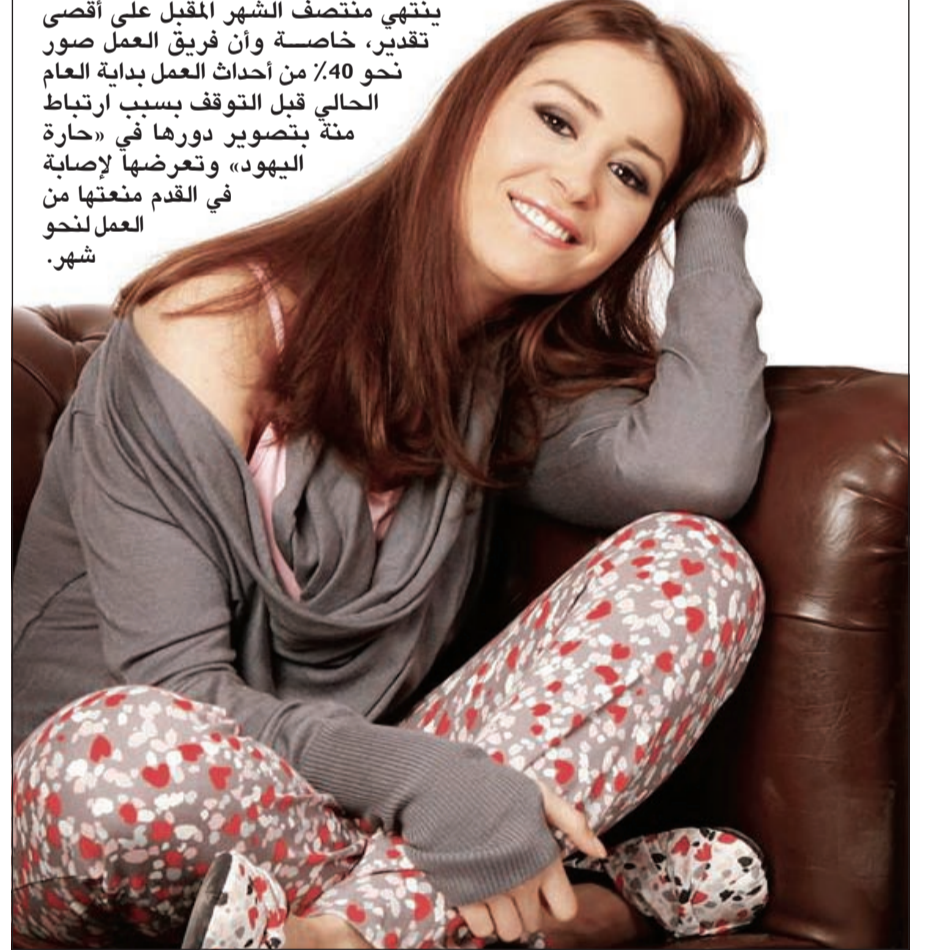 ينتهي منتصف الشهر المقبل على أقصى
تقدير، خاصة وأن فريق العمل صور
نحو 40٪ من أحداث العمل بداية العام
الحالي قبل التوقف بسبب ارتباط
منة بتصوير دورها في «حارة
اليهود» وتعرضها لإصابة
في القدم منعتها من
العمل لنحو
شهر.